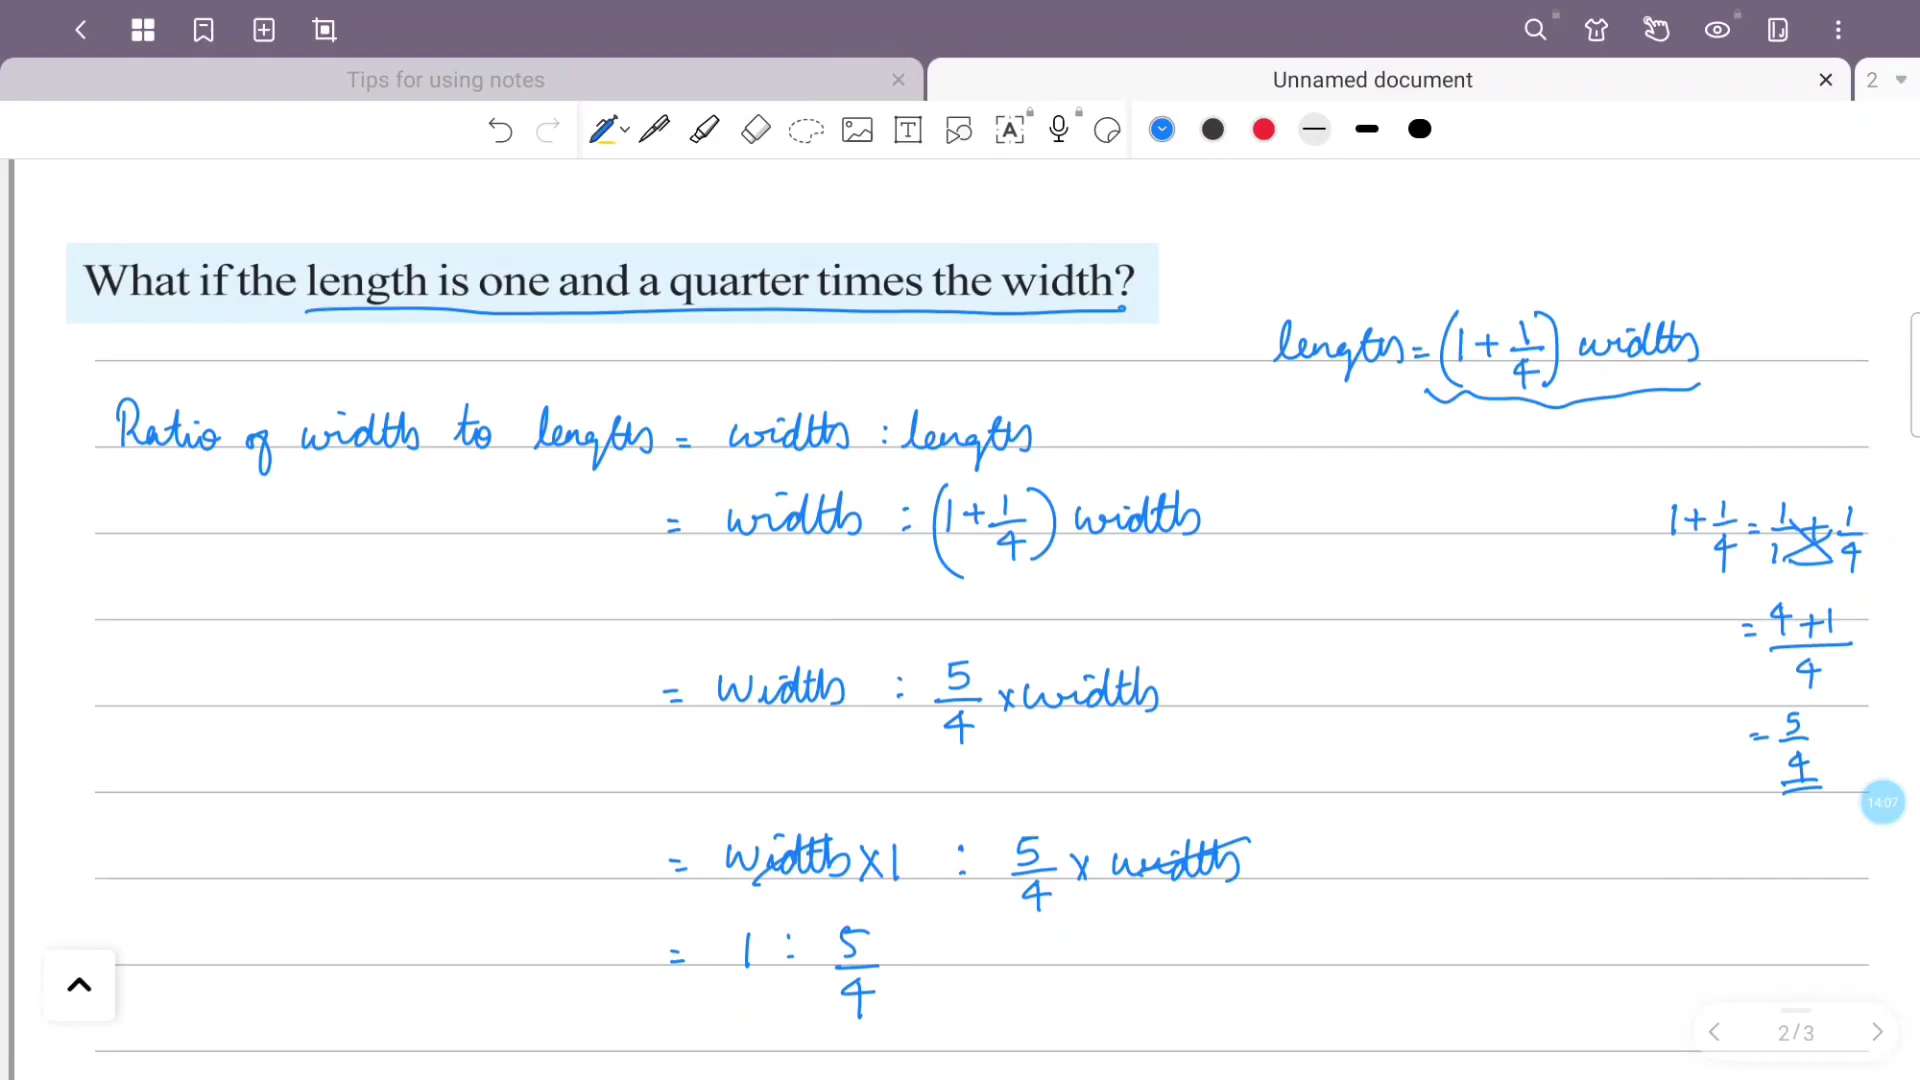 Tips for using notes
Unnamed document
2
What if the length is one and a quarter times the width?
length = (1 + 1/4) width
Ratio of width to length = width : length
= width : (1 + 1/4) width
1 + 1/4 = 1/1 + 1/4
= 4+1/4
= width : 5/4 × width
= 5/4
14:07
= width × 1 : 5/4 × width
= 1 : 5/4
2/3